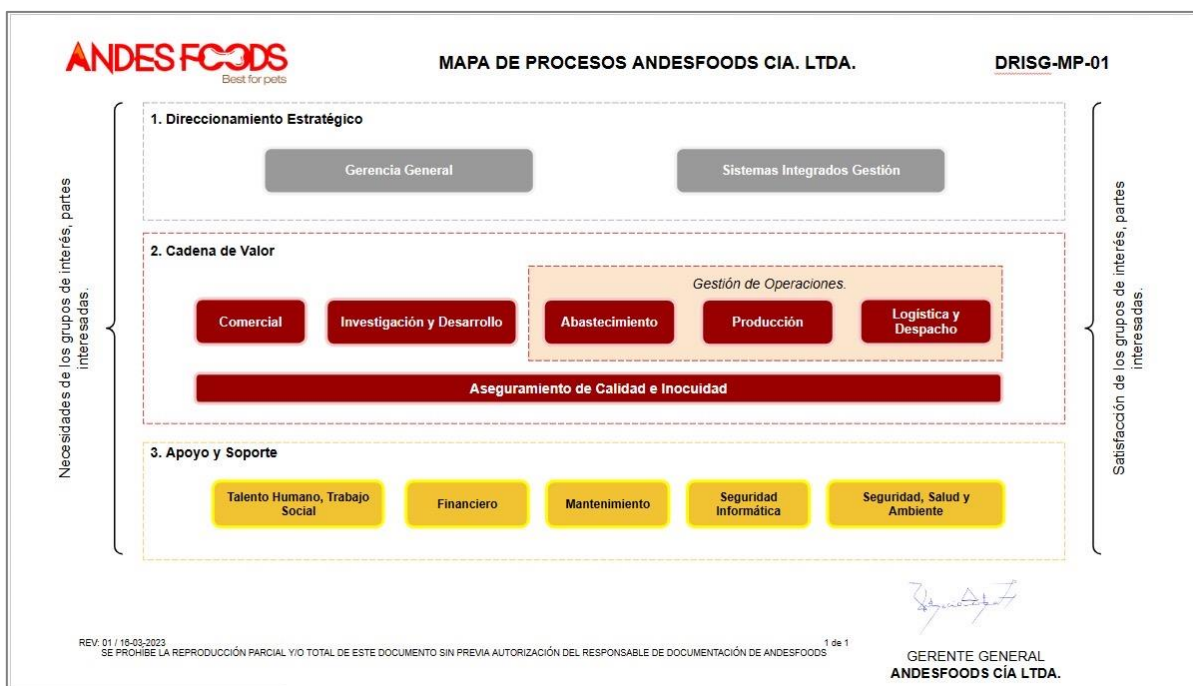 ANDES FOODS
Best for pets
MAPA DE PROCESOS ANDESFOODS CIA. LTDA.
DRISG-MP-01
Necesidades de los grupos de interés, partes
interesadas.
1. Direccionamiento Estratégico
Gerencia General
Sistemas Integrados Gestión
2. Cadena de Valor
Gestión de Operaciones.
Comercial
Investigación y Desarrollo
Abastecimiento
Producción
Logística y
Despacho
Aseguramiento de Calidad e Inocuidad
3. Apoyo y Soporte
Talento Humano, Trabajo
Social
Financiero
Mantenimiento
Seguridad
Informática
Seguridad, Salud y
Ambiente
Satisfacción de los grupos de interés, partes
interesadas.
REV: 01 / 16-03-2023
1 de 1
SE PROHIBE LA REPRODUCCIÓN PARCIAL Y/O TOTAL DE ESTE DOCUMENTO SIN PREVIA AUTORIZACIÓN DEL RESPONSABLE DE DOCUMENTACIÓN DE ANDESFOODS
GERENTE GENERAL
ANDESFOODS CÍA LTDA.